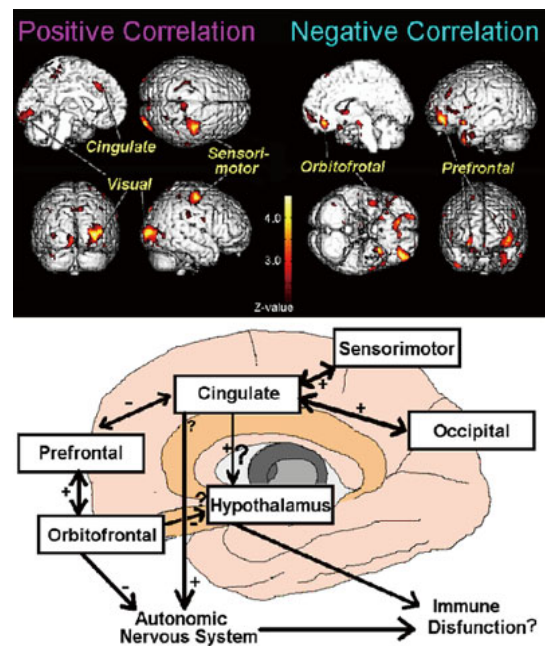 Positive Correlation
Negative Correlation
Cingulate
Sensori-
motor
Visual
Orbitofrotal
Prefrontal
4.0
3.0
Z-value
Sensorimotor
+
Cingulate
-
+
Occipital
?
Prefrontal
+?
+
?
Hypothalamus
-
Orbitofrontal
-
+
Autonomic
Nervous System
Immune
Disfunction?